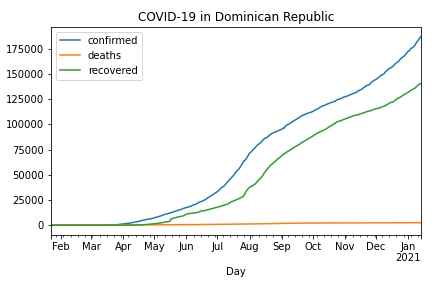 COVID-19 in Dominican Republic
confirmed
deaths
recovered
175000
150000
125000
100000
75000
50000
25000
0
Feb Mar Apr May Jun Jul Aug Sep Oct Nov Dec Jan
2021
Day